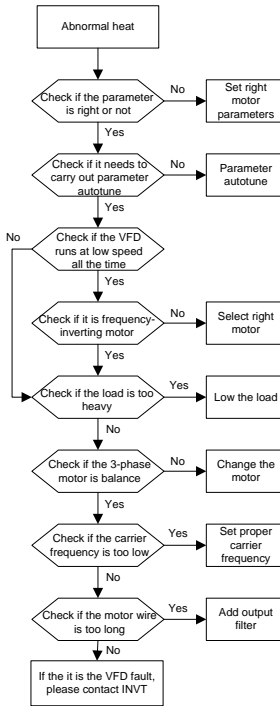 Abnormal heat
Check if the parameter
is right or not
No
Set right
motor
parameters
Yes
Check if it needs to
carry out parameter
autotune
No
Parameter
autotune
Yes
No
Check if the VFD
runs at low speed
all the time
Yes
Check if it is frequency-
inverting motor
No
Select right
motor
Yes
Check if the load is too
heavy
Yes
Low the load
No
Check if the 3-phase
motor is balance
No
Change the
motor
Yes
Check if the carrier
frequency is too low
Yes
Set proper
carrier
frequency
No
Check if the motor wire
is too long
Yes
Add output
filter
No
If the it is the VFD fault,
please contact INVT